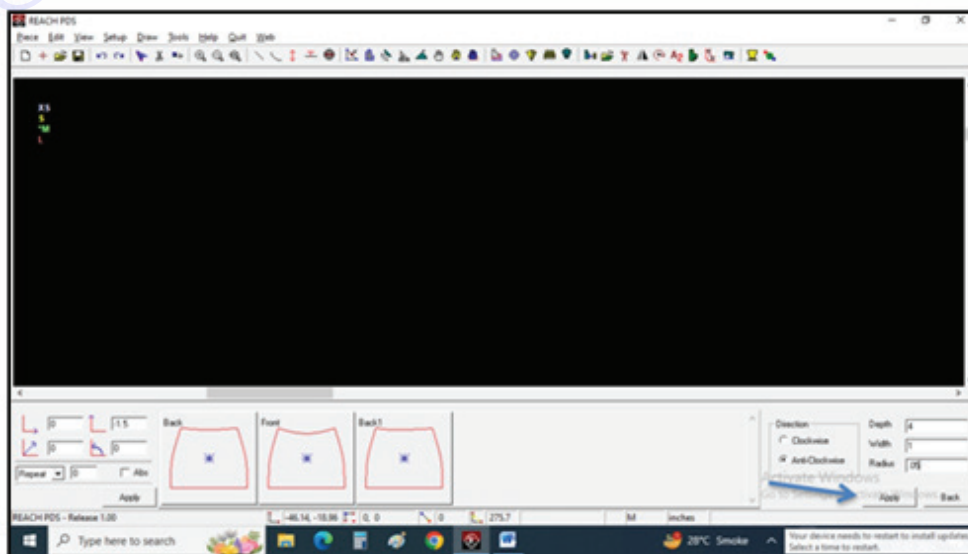 REACH PDS
Piece Edit View Setup Draw Tools Help Quit Web
XS
S
*M
L
0 -1.5
0 0
Repeat 0 Abs
Apply
Back Front Back1
Direction
Clockwise
Anti-Clockwise
Depth 4
Width 1
Radius .05
Activate Windows
Apply Back
REACH PDS - Release 1.00 -46.14, -18.96 0, 0 0 275.7 M inches
Type here to search
28°C Smoke
Your device needs to restart to install updates
Select a time to restart.